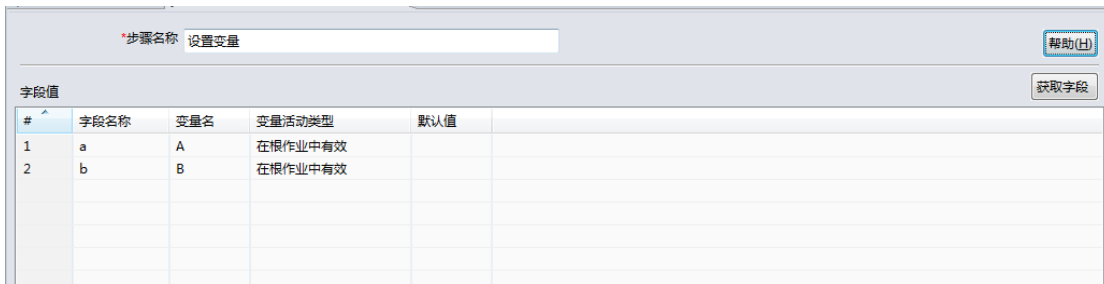 *步骤名称 设置变量 帮助(H)
字段值 获取字段
# 字段名称 变量名 变量活动类型 默认值
1 a A 在根作业中有效
2 b B 在根作业中有效